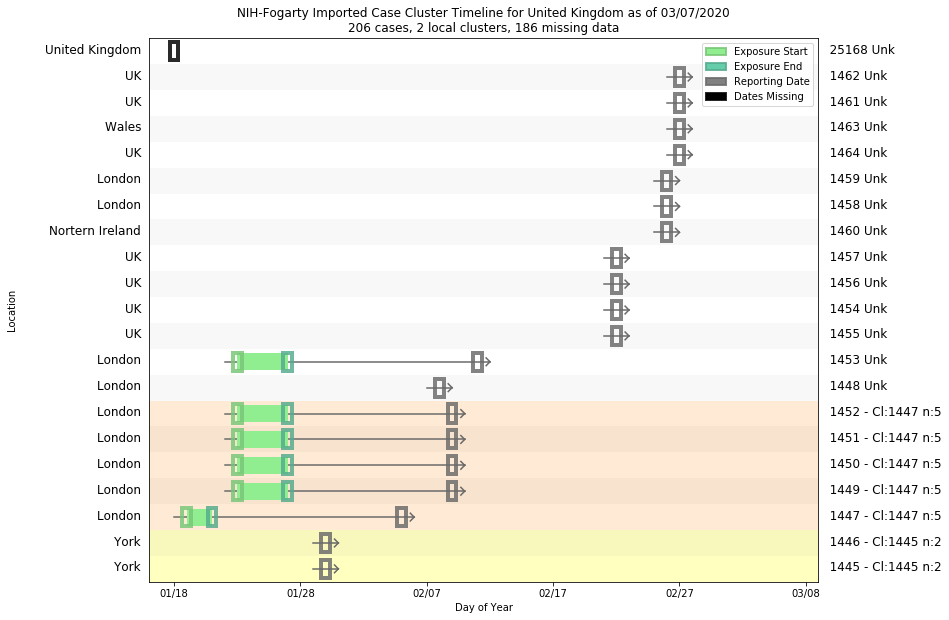 NIH-Fogarty Imported Case Cluster Timeline for United Kingdom as of 03/07/2020
206 cases, 2 local clusters, 186 missing data
Exposure Start
Exposure End
Reporting Date
Dates Missing
United Kingdom 25168 Unk
UK 1462 Unk
UK 1461 Unk
Wales 1463 Unk
UK 1464 Unk
London 1459 Unk
London 1458 Unk
Nortern Ireland 1460 Unk
UK 1457 Unk
UK 1456 Unk
UK 1454 Unk
UK 1455 Unk
London 1453 Unk
London 1448 Unk
London 1452 - Cl:1447 n:5
London 1451 - Cl:1447 n:5
London 1450 - Cl:1447 n:5
London 1449 - Cl:1447 n:5
London 1447 - Cl:1447 n:5
York 1446 - Cl:1445 n:2
York 1445 - Cl:1445 n:2
Location
01/18 01/28 02/07 02/17 02/27 03/08
Day of Year